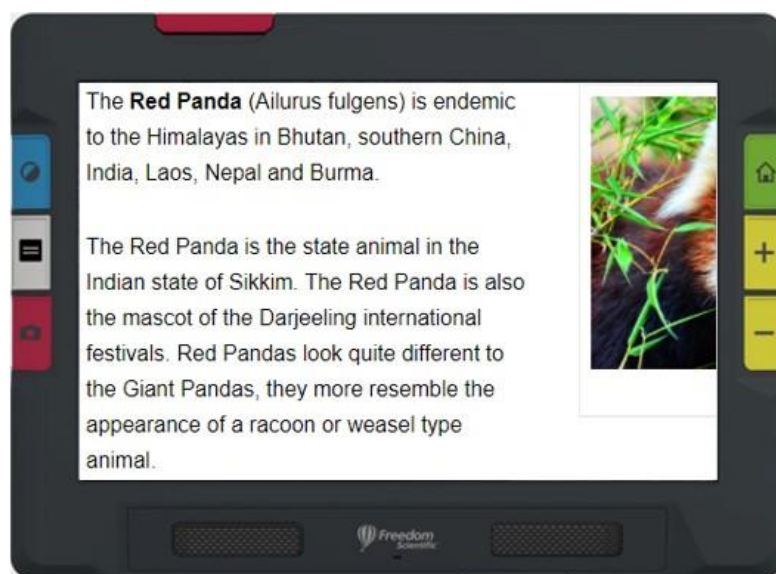 The Red Panda (Ailurus fulgens) is endemic
to the Himalayas in Bhutan, southern China,
India, Laos, Nepal and Burma.
The Red Panda is the state animal in the
Indian state of Sikkim. The Red Panda is also
the mascot of the Darjeeling international
festivals. Red Pandas look quite different to
the Giant Pandas, they more resemble the
appearance of a racoon or weasel type
animal.
Freedom
Scientific